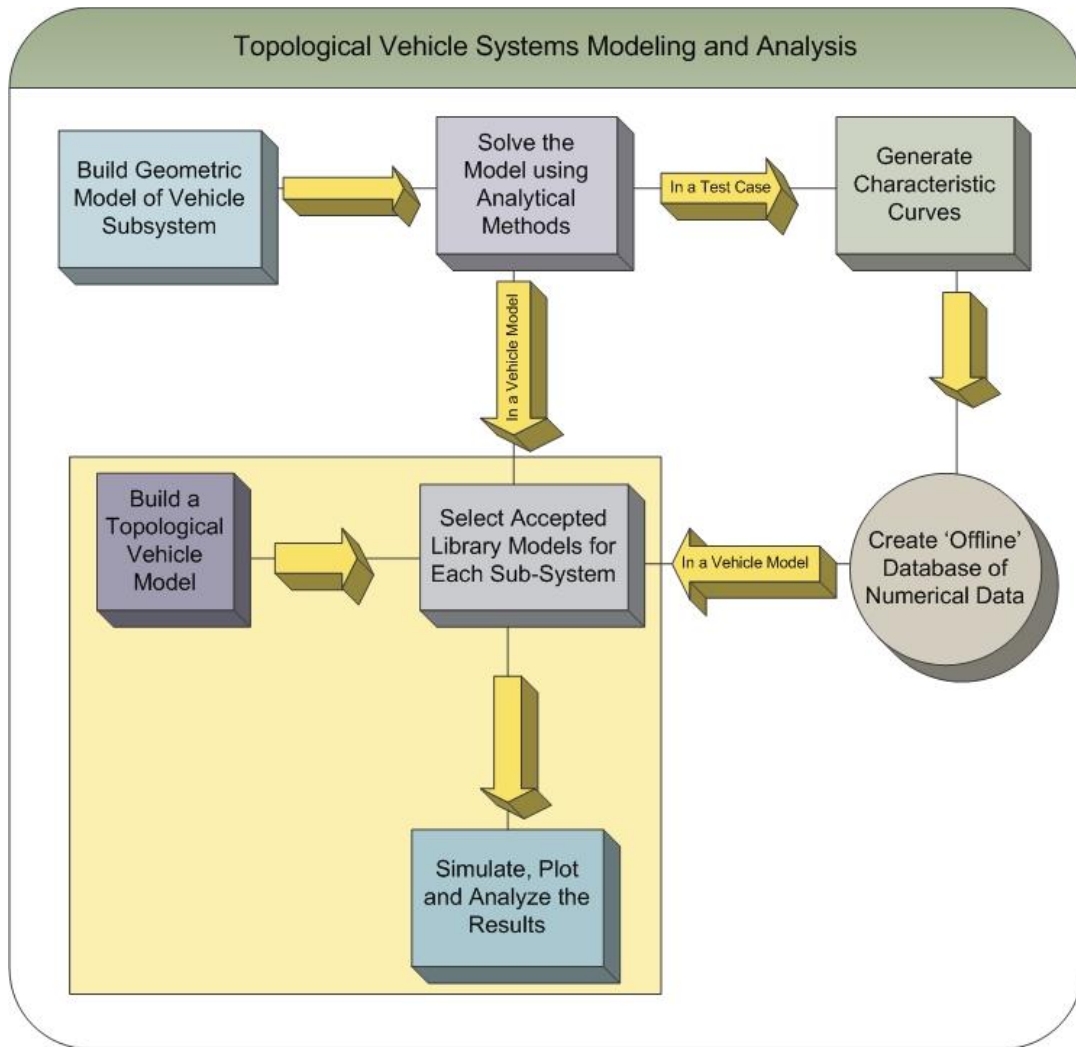 Topological Vehicle Systems Modeling and Analysis
Build Geometric
Model of Vehicle
Subsystem
Solve the
Model using
Analytical
Methods
In a Test Case
Generate
Characteristic
Curves
In a Vehicle Model
Build a
Topological
Vehicle
Model
Select Accepted
Library Models for
Each Sub-System
In a Vehicle Model
Create ‘Offline’
Database of
Numerical Data
Simulate, Plot
and Analyze the
Results